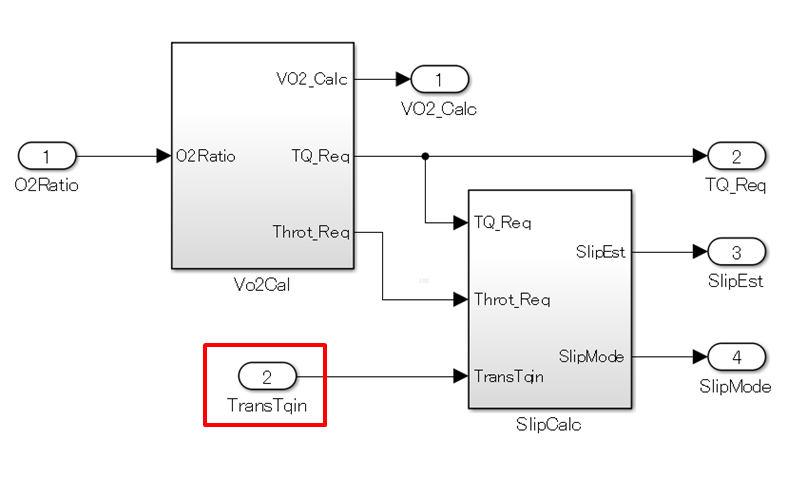 VO2_Calc
1
VO2_Calc
1
O2Ratio
O2Ratio
TQ_Req
2
TQ_Req
Throt_Req
Vo2Cal
TQ_Req
SlipEst
3
SlipEst
Throt_Req
SlipMode
4
SlipMode
2
TransTqin
TransTqin
SlipCalc